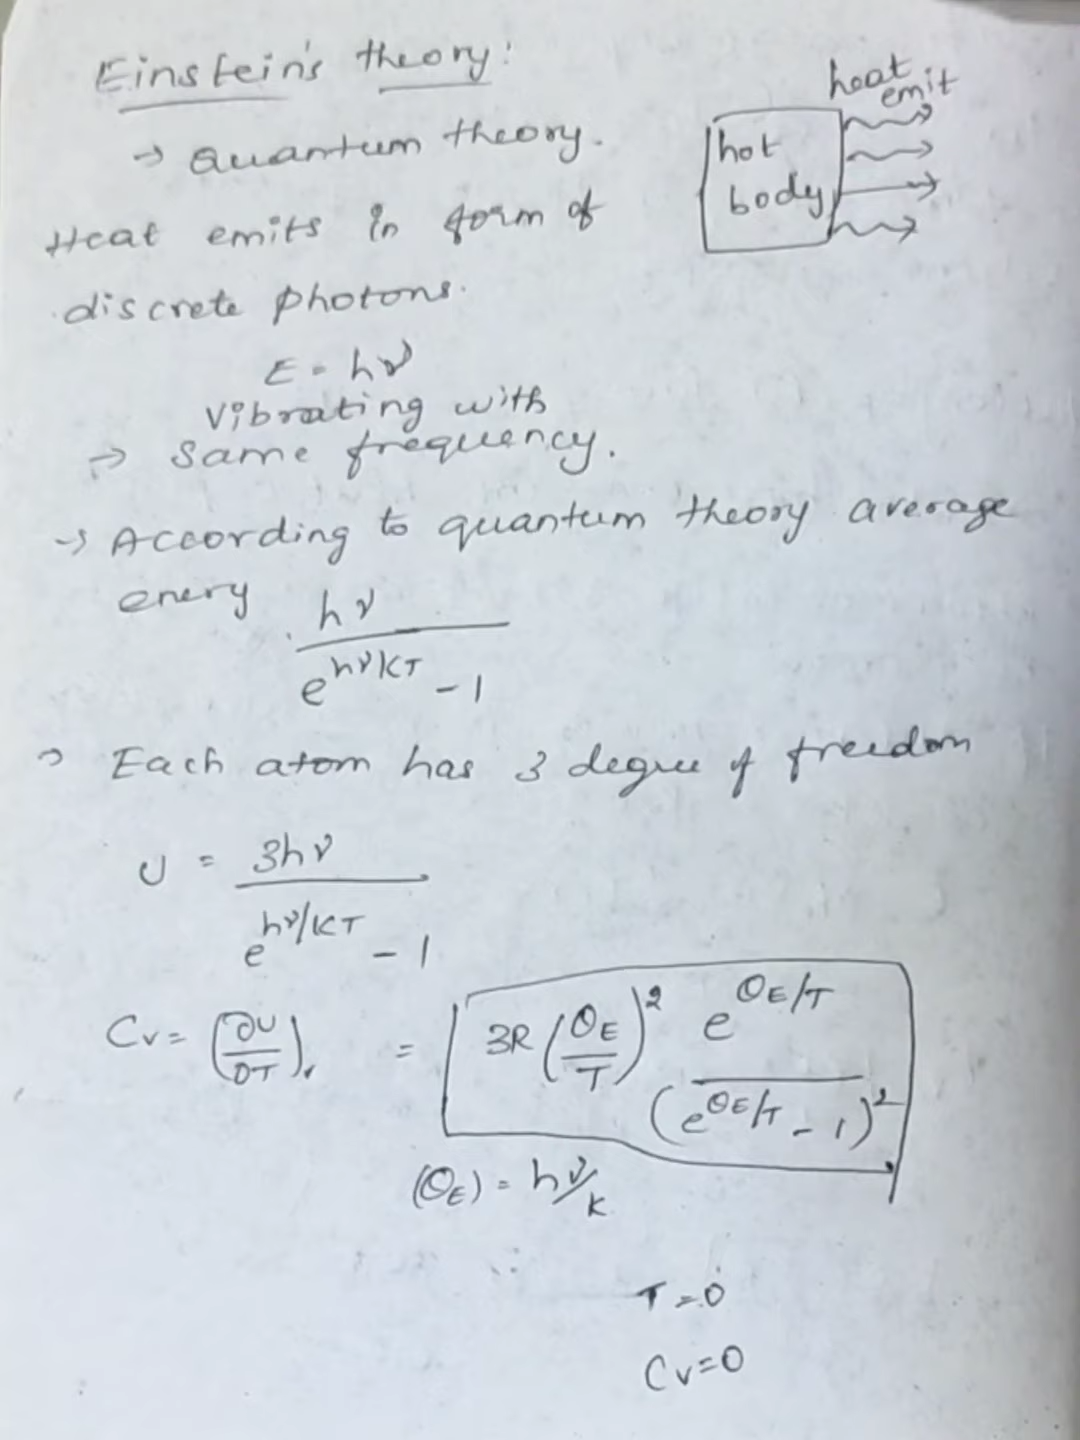 Einstein's theory:
heat
emit
→ Quantum theory.
hot
body
Heat emits in form of
discrete photons.
E = hν
Vibrating with
→ Same frequency.
→ According to quantum theory average
enery
hν
e^hνKT - 1
→ Each atom has 3 degree of freedom
U = 3hν
e^hν/KT - 1
Cv = (∂U/∂T)v = 3R (θE/T)² e^θE/T
(e^θE/T - 1)²
(θE) = hν/K
T = 0
Cv = 0